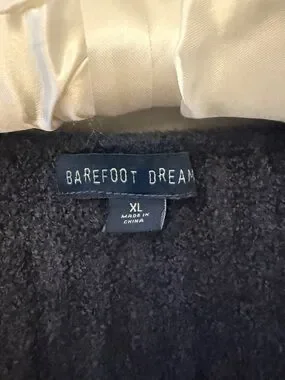 BAREFOOT DREAM
XL
MADE IN
CHINA